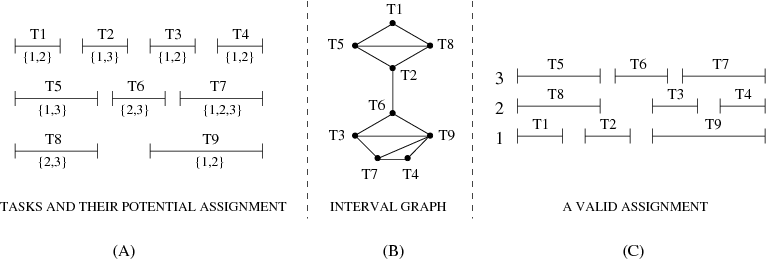 T1 T2 T3 T4
{1,2} {1,3} {1,2} {1,2}
T5 T6 T7
{1,3} {2,3} {1,2,3}
T8 T9
{2,3} {1,2}
TASKS AND THEIR POTENTIAL ASSIGNMENT
(A)
T1
T5 T8
T2
T6
T3 T9
T7 T4
INTERVAL GRAPH
(B)
T5 T6 T7
3
T8 T3 T4
2
T1 T2 T9
1
A VALID ASSIGNMENT
(C)